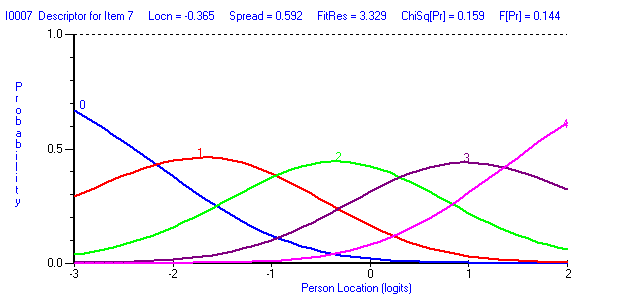 I0007 Descriptor for Item 7 Locn = -0.365 Spread = 0.592 FitRes = 3.329 ChiSq[Pr] = 0.159 F[Pr] = 0.144
1.0
Probability
0
4
1
2
3
0.5
0.0
-3 -2 -1 0 1 2
Person Location (logits)